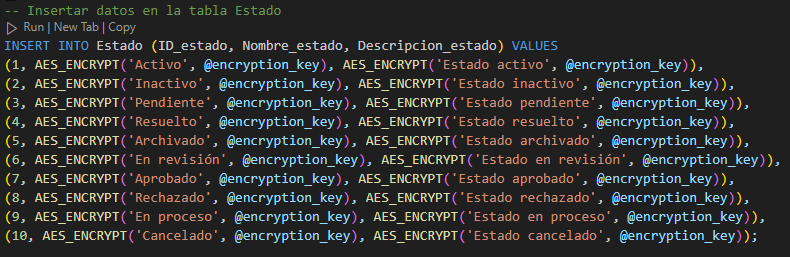 -- Insertar datos en la tabla Estado
Run | New Tab | Copy
INSERT INTO Estado (ID_estado, Nombre_estado, Descripcion_estado) VALUES
(1, AES_ENCRYPT('Activo', @encryption_key), AES_ENCRYPT('Estado activo', @encryption_key)),
(2, AES_ENCRYPT('Inactivo', @encryption_key), AES_ENCRYPT('Estado inactivo', @encryption_key)),
(3, AES_ENCRYPT('Pendiente', @encryption_key), AES_ENCRYPT('Estado pendiente', @encryption_key)),
(4, AES_ENCRYPT('Resuelto', @encryption_key), AES_ENCRYPT('Estado resuelto', @encryption_key)),
(5, AES_ENCRYPT('Archivado', @encryption_key), AES_ENCRYPT('Estado archivado', @encryption_key)),
(6, AES_ENCRYPT('En revisión', @encryption_key), AES_ENCRYPT('Estado en revisión', @encryption_key)),
(7, AES_ENCRYPT('Aprobado', @encryption_key), AES_ENCRYPT('Estado aprobado', @encryption_key)),
(8, AES_ENCRYPT('Rechazado', @encryption_key), AES_ENCRYPT('Estado rechazado', @encryption_key)),
(9, AES_ENCRYPT('En proceso', @encryption_key), AES_ENCRYPT('Estado en proceso', @encryption_key)),
(10, AES_ENCRYPT('Cancelado', @encryption_key), AES_ENCRYPT('Estado cancelado', @encryption_key));